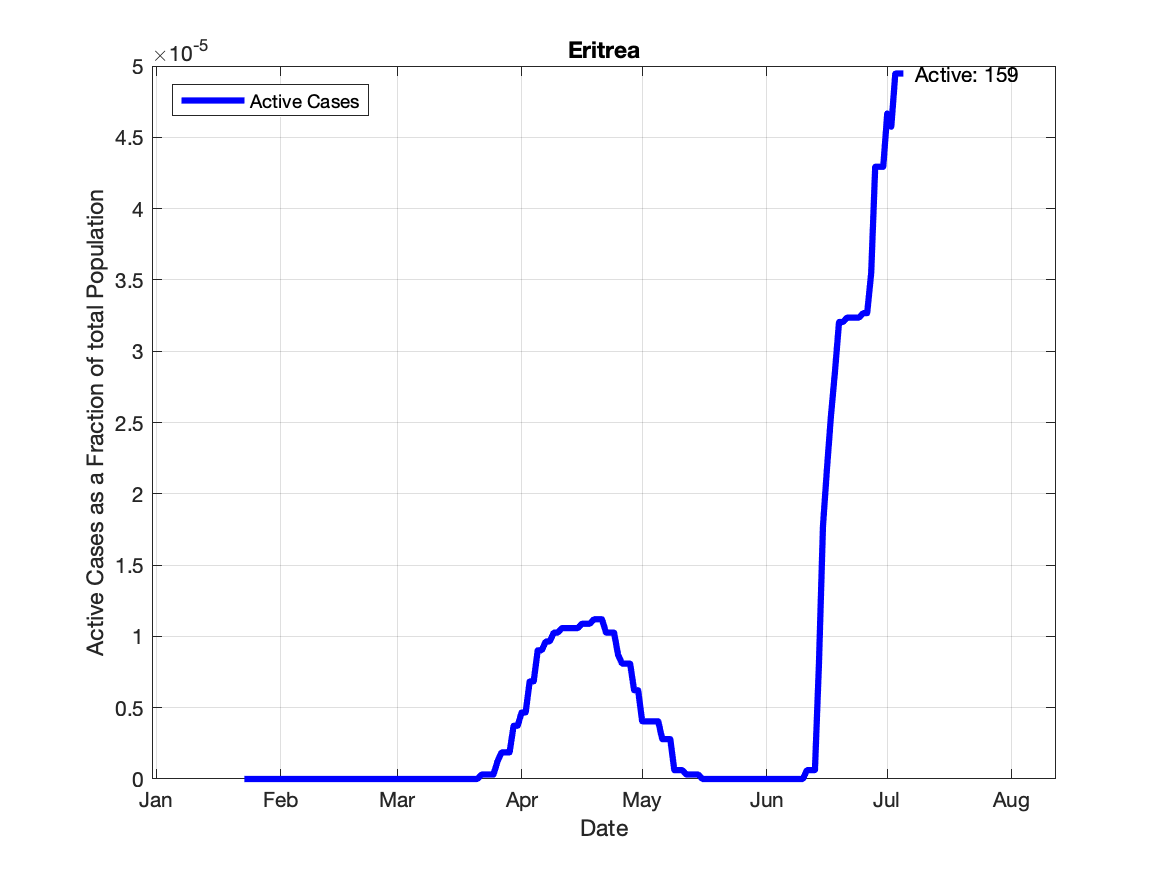 Eritrea
×10-5
5
4.5
4
3.5
3
2.5
2
1.5
1
0.5
0
Active Cases as a Fraction of total Population
Active Cases
Active: 159
Jan Feb Mar Apr May Jun Jul Aug
Date